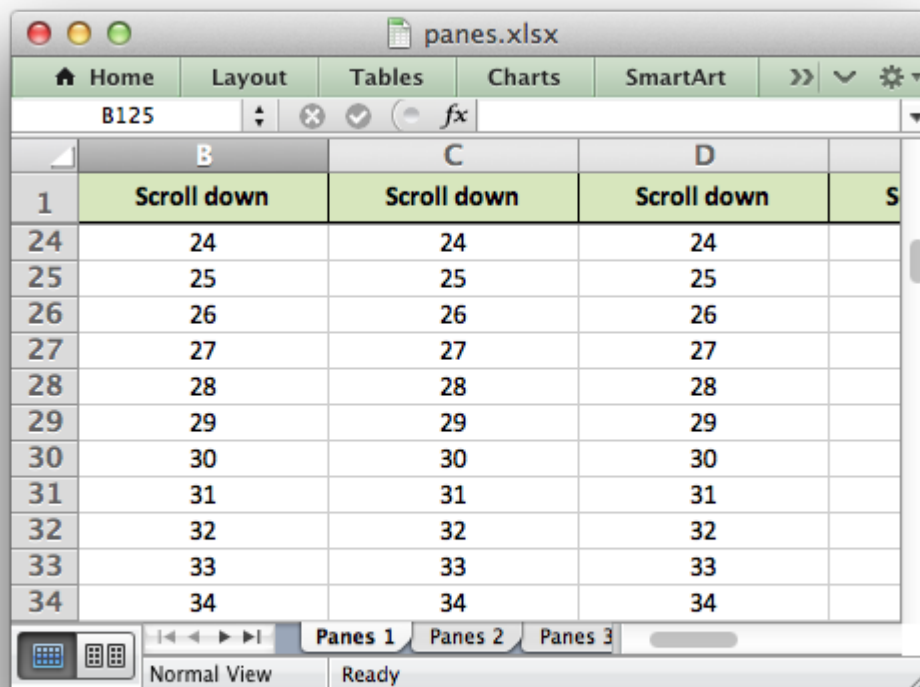 panes.xlsx
Home Layout Tables Charts SmartArt
B125 fx
B C D
1 Scroll down Scroll down Scroll down S
24 24 24 24
25 25 25 25
26 26 26 26
27 27 27 27
28 28 28 28
29 29 29 29
30 30 30 30
31 31 31 31
32 32 32 32
33 33 33 33
34 34 34 34
Panes 1 Panes 2 Panes 3
Normal View Ready